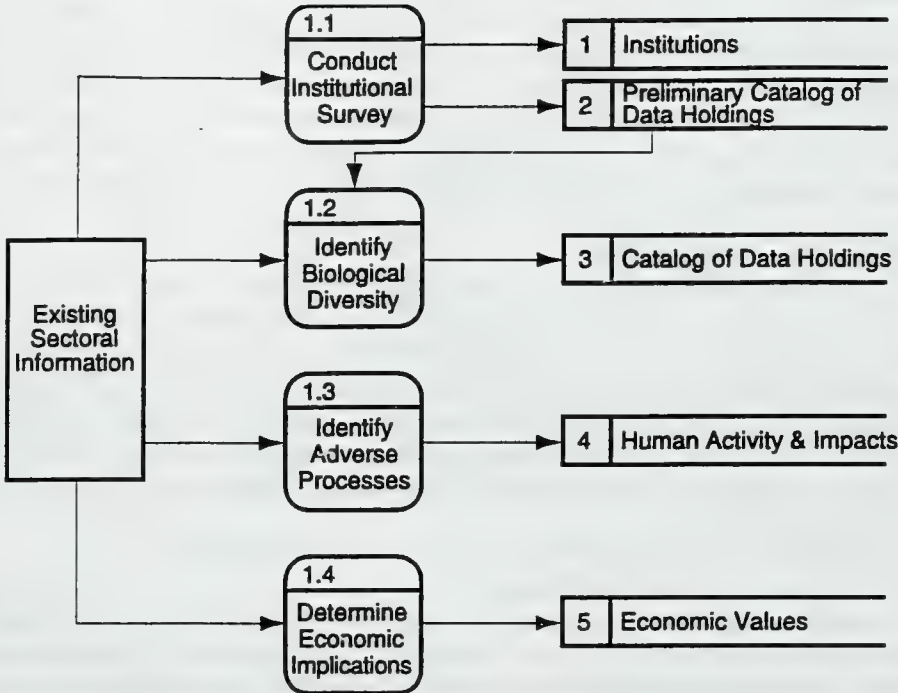 1.1
Conduct
Institutional
Survey
1 Institutions
2 Preliminary Catalog of
Data Holdings
1.2
Identify
Biological
Diversity
3 Catalog of Data Holdings
Existing
Sectoral
Information
1.3
Identify
Adverse
Processes
4 Human Activity & Impacts
1.4
Determine
Economic
Implications
5 Economic Values